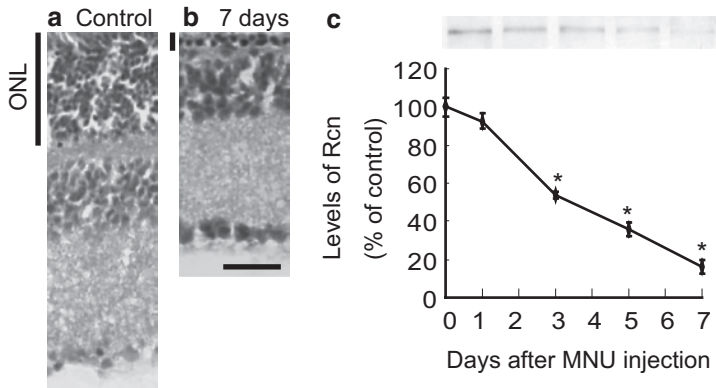 a Control
b 7 days
c
ONL
Levels of Rcn
(% of control)
120
100
80
60
40
20
0
*
*
*
0 1 2 3 4 5 6 7
Days after MNU injection